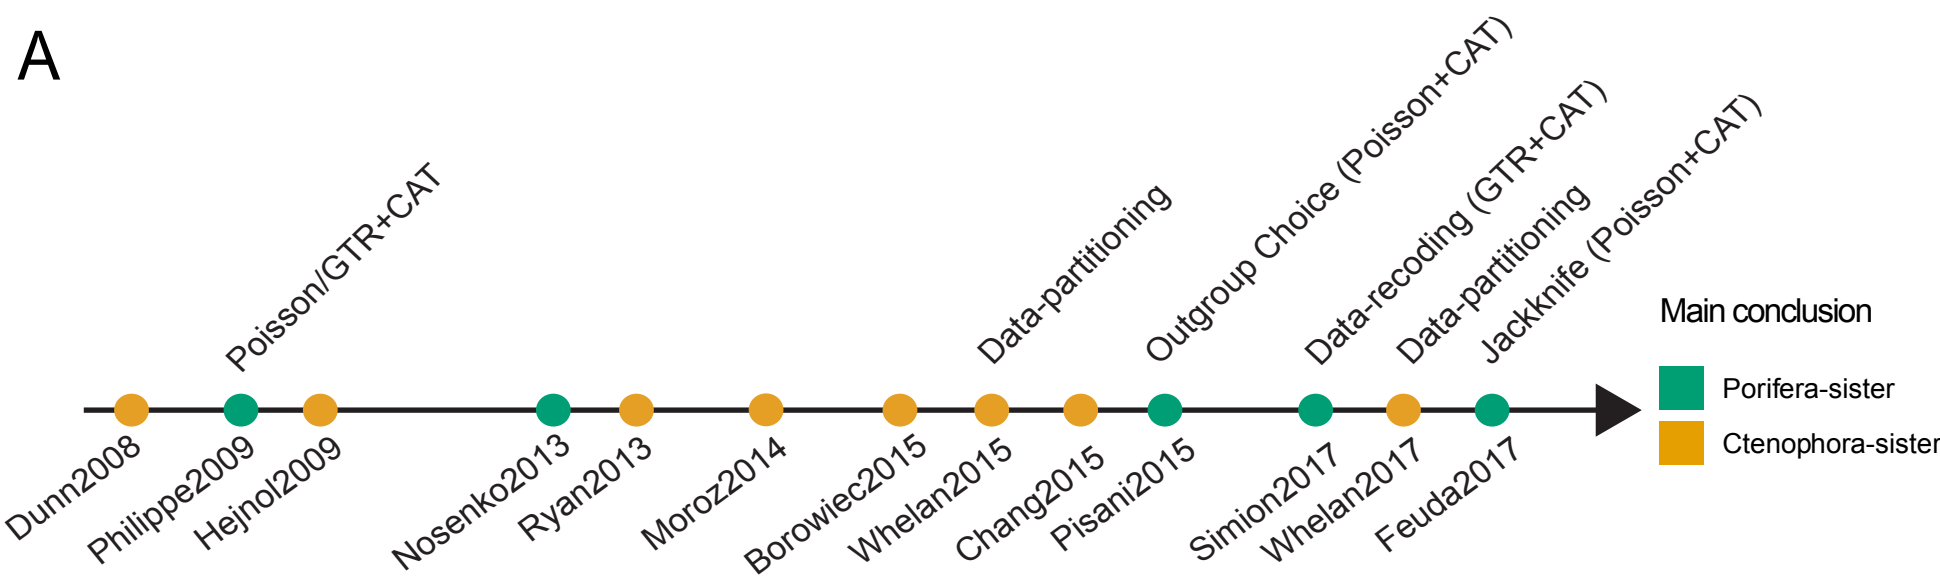 A
Poisson/GTR+CAT
Data-partitioning
Outgroup Choice (Poisson+CAT)
Data-recoding (GTR+CAT)
Data-partitioning
Jackknife (Poisson+CAT)
Main conclusion
Porifera-sister
Ctenophora-sister
Dunn2008
Philippe2009
Hejnol2009
Nosenko2013
Ryan2013
Moroz2014
Borowiec2015
Whelan2015
Chang2015
Pisani2015
Simion2017
Whelan2017
Feuda2017